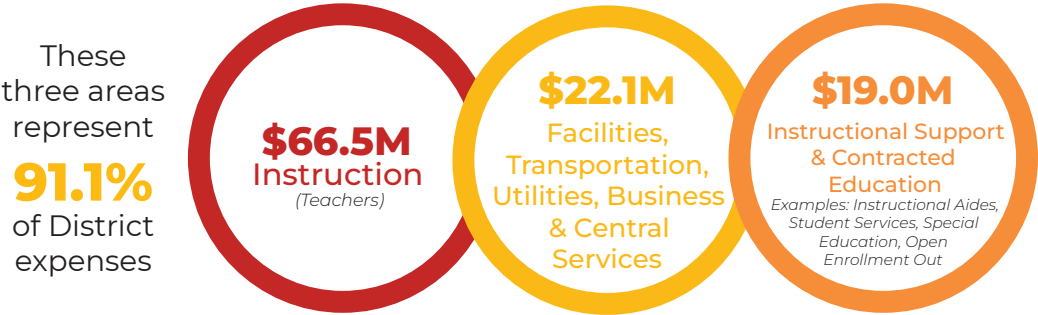 These
three areas
represent
91.1%
of District
expenses
$66.5M
Instruction
(Teachers)
$22.1M
Facilities,
Transportation,
Utilities, Business
& Central
Services
$19.0M
Instructional Support
& Contracted
Education
Examples: Instructional Aides,
Student Services, Special
Education, Open
Enrollment Out